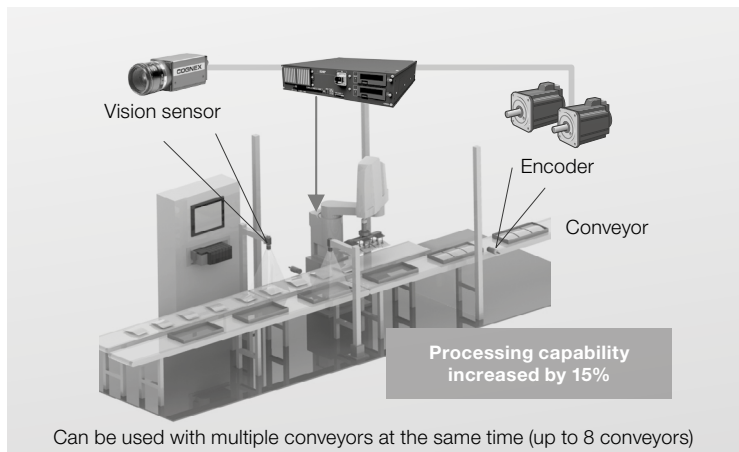 COGNEX
Vision sensor
Encoder
Conveyor
Processing capability
increased by 15%
Can be used with multiple conveyors at the same time (up to 8 conveyors)